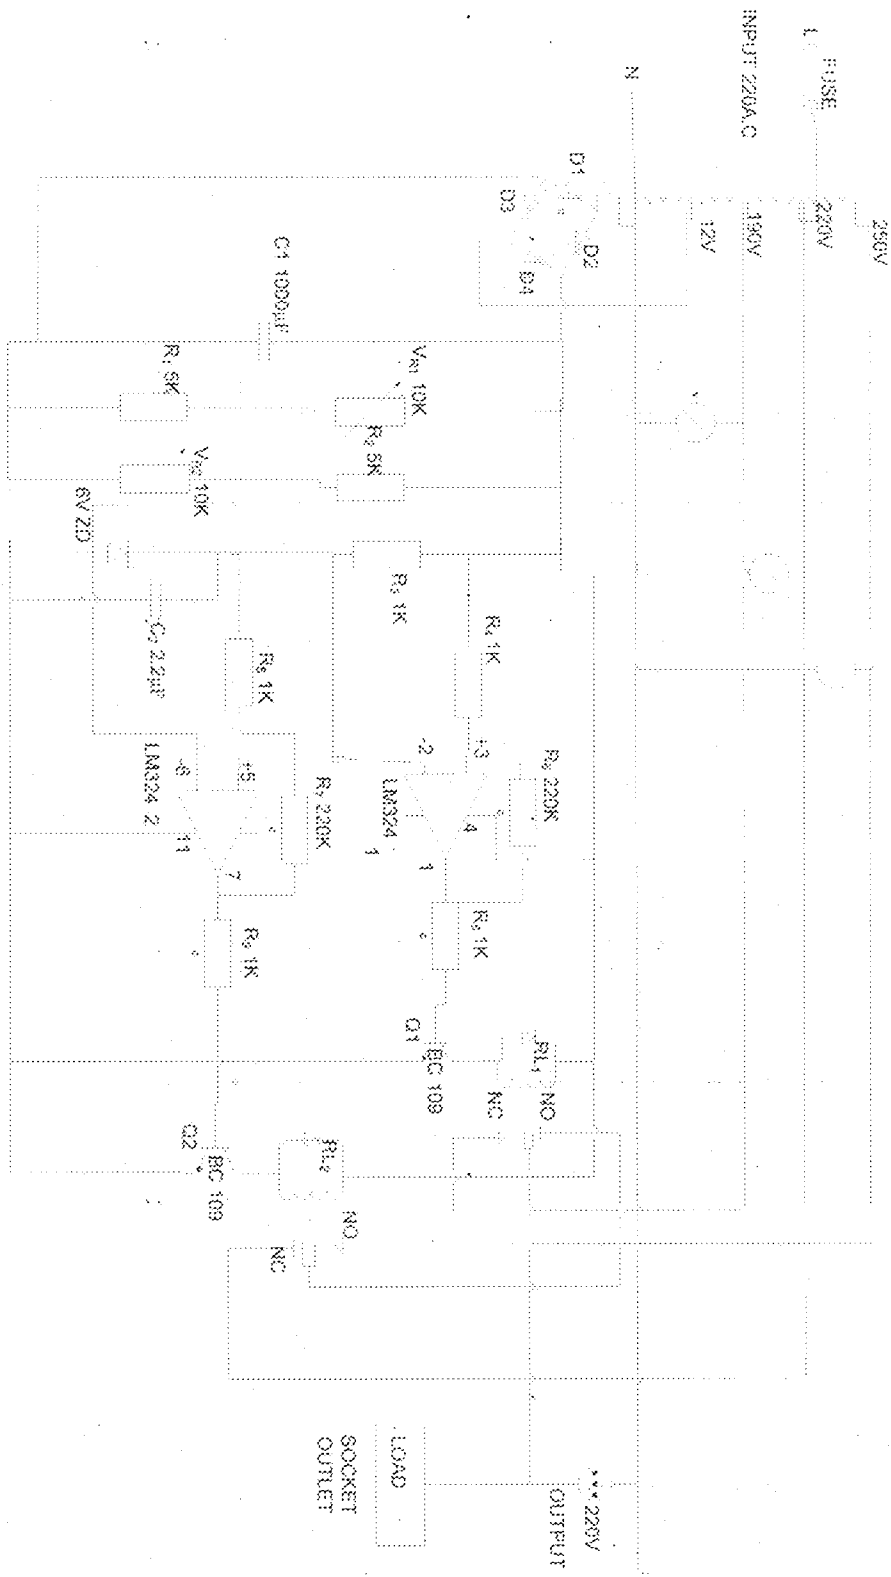 250V
L
FUSE
220V
INPUT 220A.C
190V
12V
N
D1
D2
D3
D4
C1 1000µF
VR1 10K
R1 5K
R2 5K
VR2 10K
6V ZD
R3 1K
R4 1K
R5 1K
+3
-2
LM324
1
4
1
R6 220K
R7 220K
+5
-6
LM324 2
11
7
R8 1K
R9 1K
Q1
BC 109
RL1
NO
NC
Q2
BC 109
RL2
NO
NC
220V
OUTPUT
LOAD
SOCKET
OUTLET